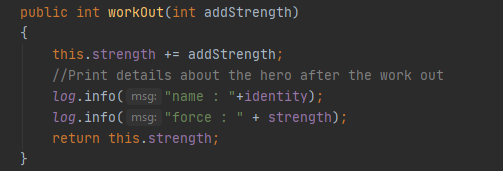 public int workOut(int addStrength)
{
this.strength += addStrength;
//Print details about the hero after the work out
log.info( msg: "name : "+identity);
log.info( msg: "force : " + strength);
return this.strength;
}